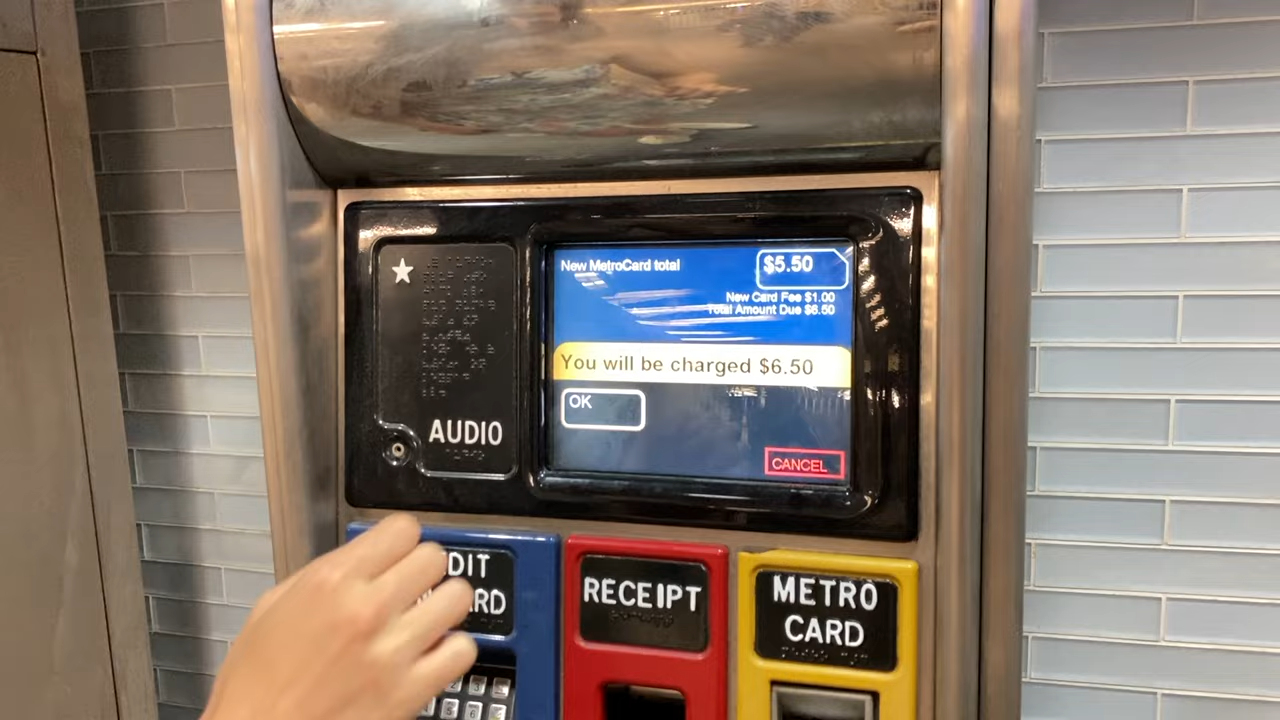 New MetroCard total
$5.50
New Card Fee $1.00
Total Amount Due $6.50
You will be charged $6.50
OK
CANCEL
AUDIO
RECEIPT
METRO
CARD